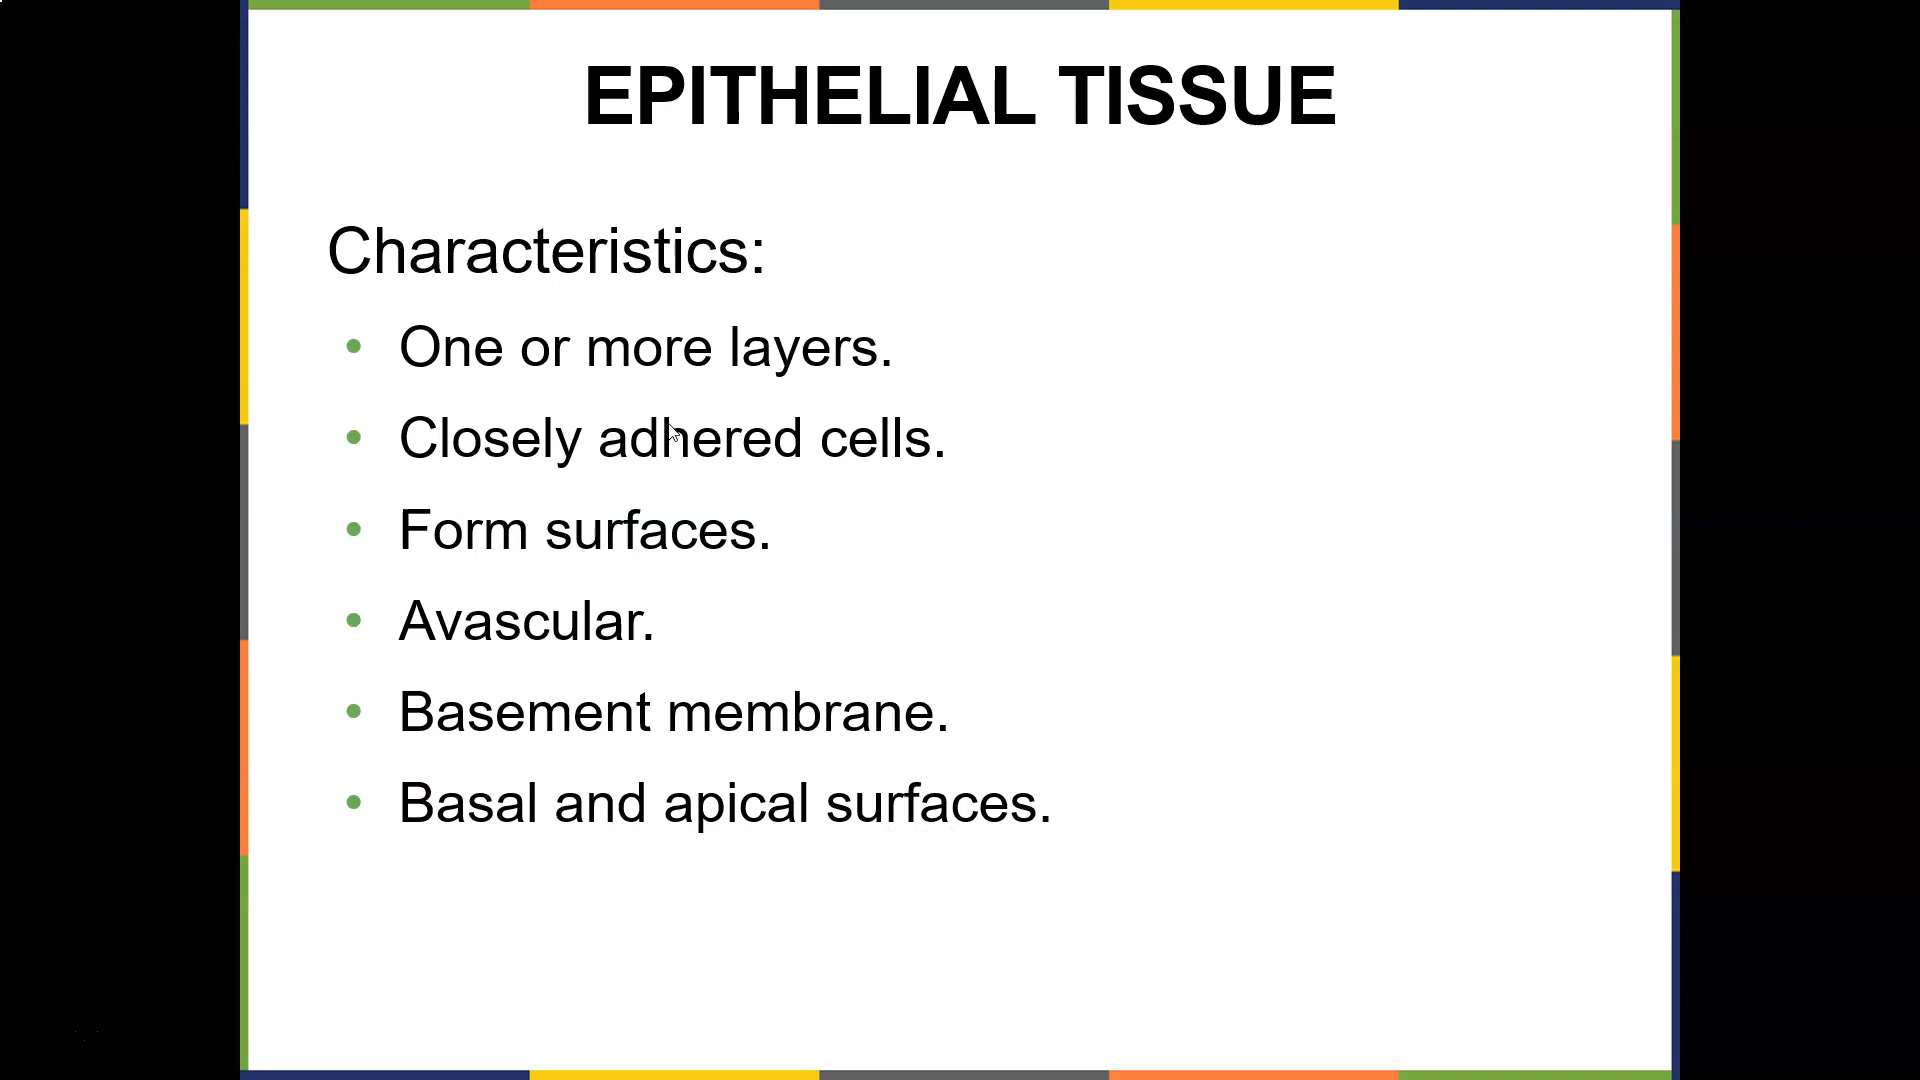 EPITHELIAL TISSUE
Characteristics:
• One or more layers.
• Closely adhered cells.
• Form surfaces.
• Avascular.
• Basement membrane.
• Basal and apical surfaces.